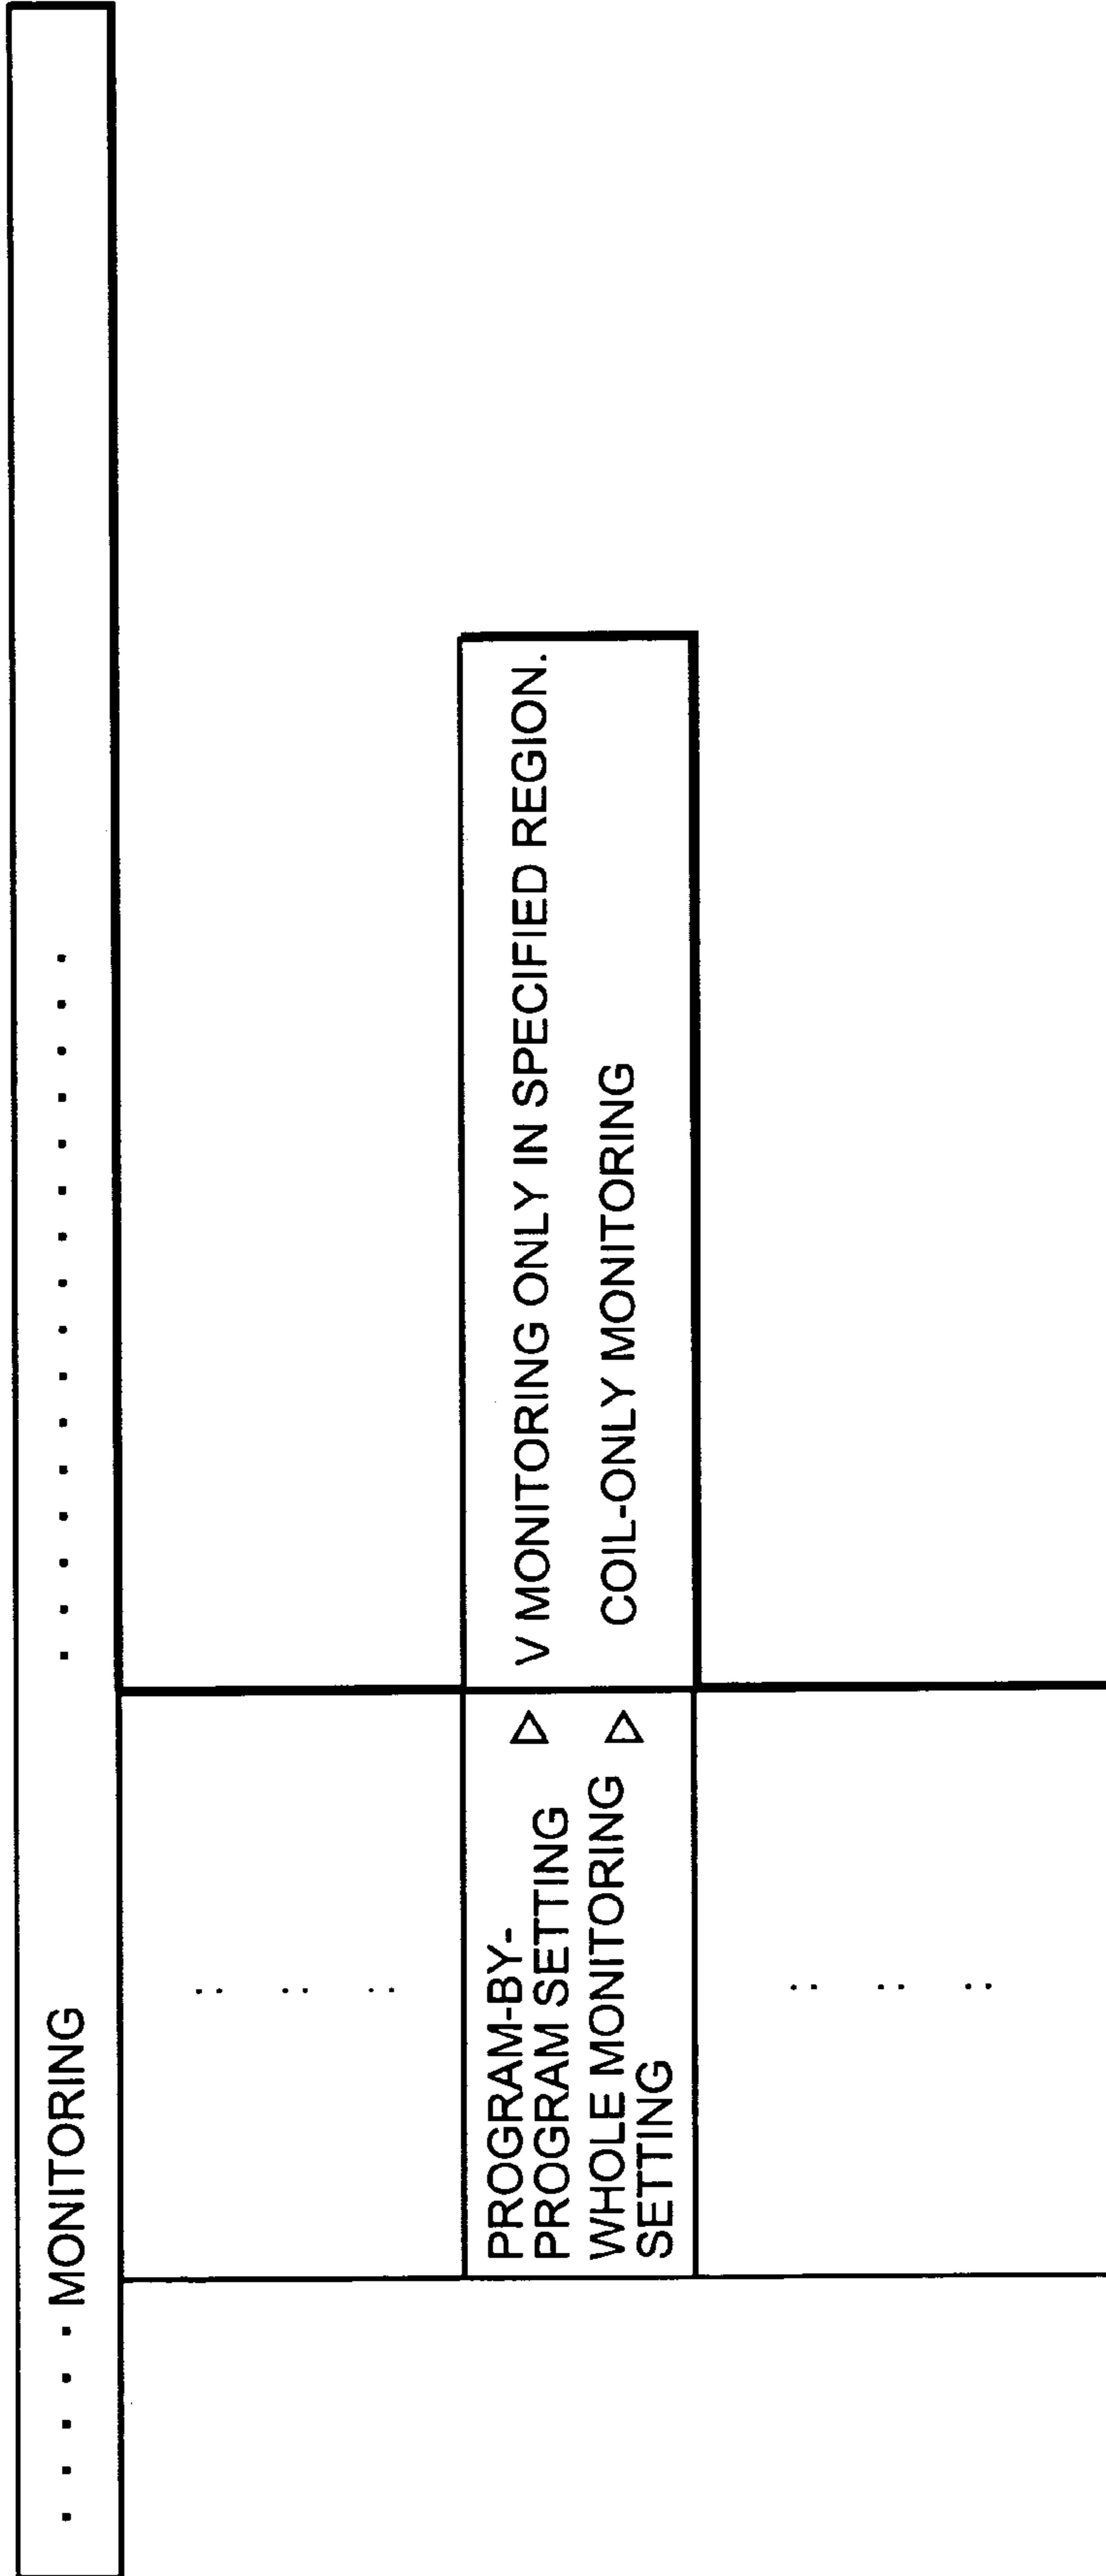 · · · · · MONITORING · · · · · · · · · · · · · · · ·
PROGRAM-BY-
PROGRAM SETTING ▷
WHOLE MONITORING ▷
SETTING
V MONITORING ONLY IN SPECIFIED REGION.
COIL-ONLY MONITORING